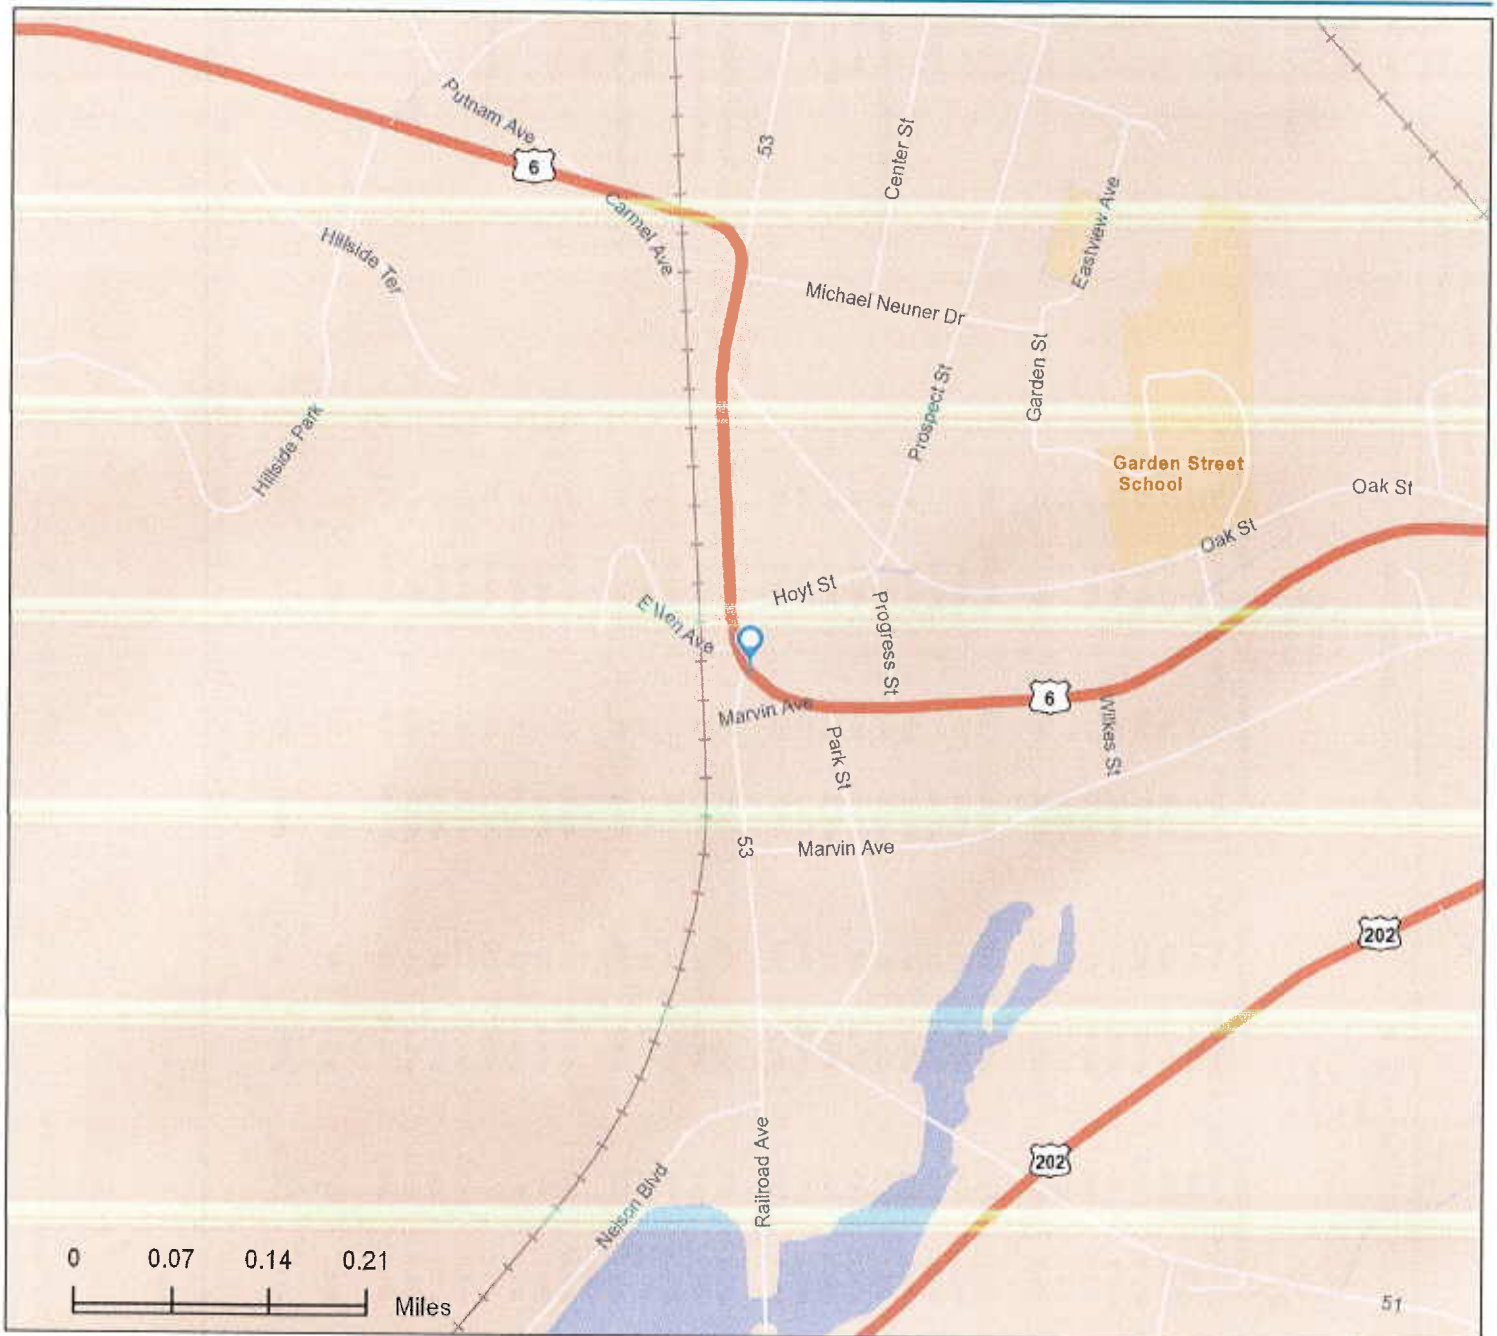 Putnam Ave
6
53
Center St
Carmel Ave
Eastview Ave
Hillside Ter
Michael Neuner Dr
Garden St
Prospect St
Hillside Park
Garden Street
School
Oak St
Oak St
Hoyt St
Progress St
Ellen Ave
6
Marvin Ave
Wilkes St
Park St
53
Marvin Ave
202
202
Railroad Ave
Nelson Blvd
0 0.07 0.14 0.21
Miles
51